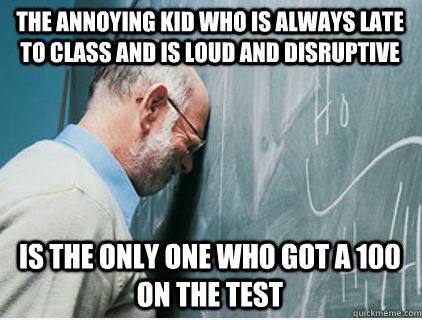 THE ANNOYING KID WHO IS ALWAYS LATE
TO CLASS AND IS LOUD AND DISRUPTIVE
Ho
IS THE ONLY ONE WHO GOT A 100
ON THE TEST
quickmeme.com